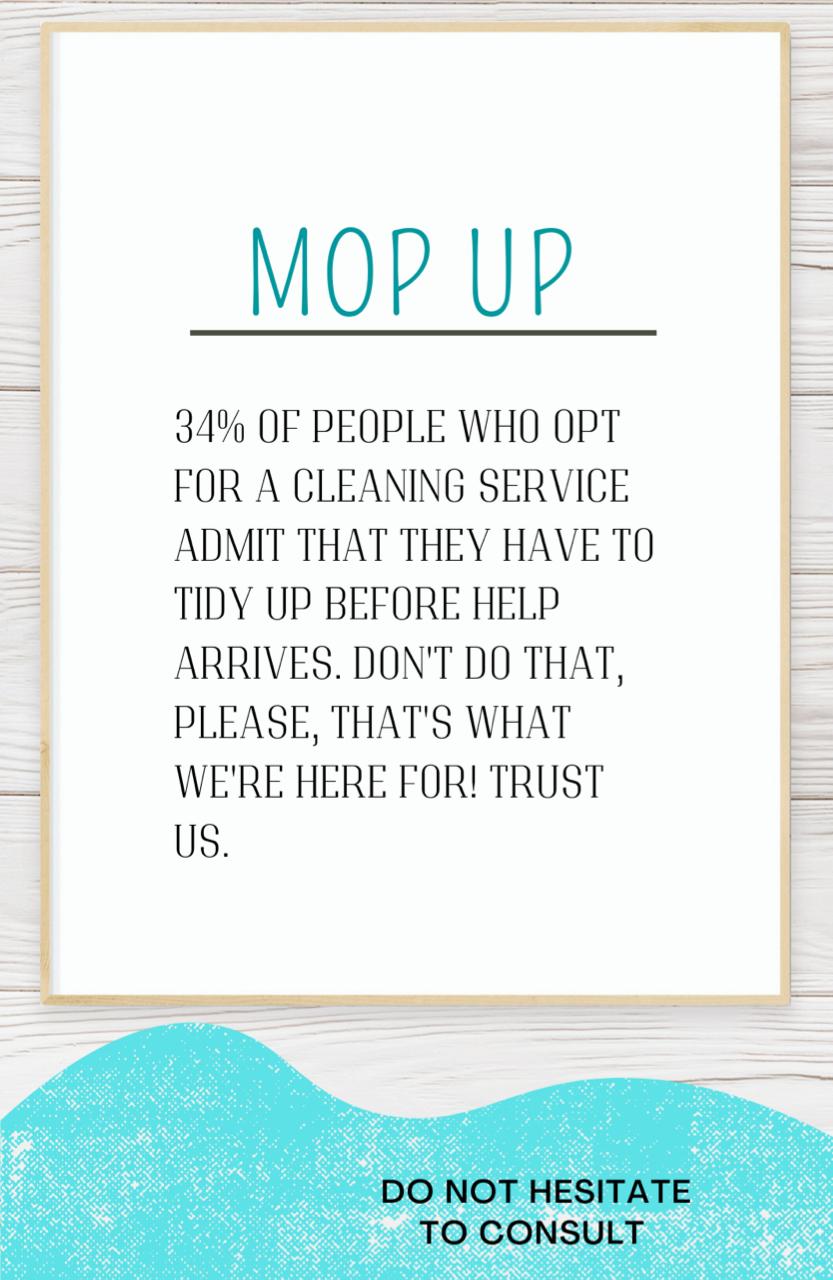 MOP UP
34% OF PEOPLE WHO OPT
FOR A CLEANING SERVICE
ADMIT THAT THEY HAVE TO
TIDY UP BEFORE HELP
ARRIVES. DON'T DO THAT,
PLEASE, THAT'S WHAT
WE'RE HERE FOR! TRUST
US.
DO NOT HESITATE
TO CONSULT